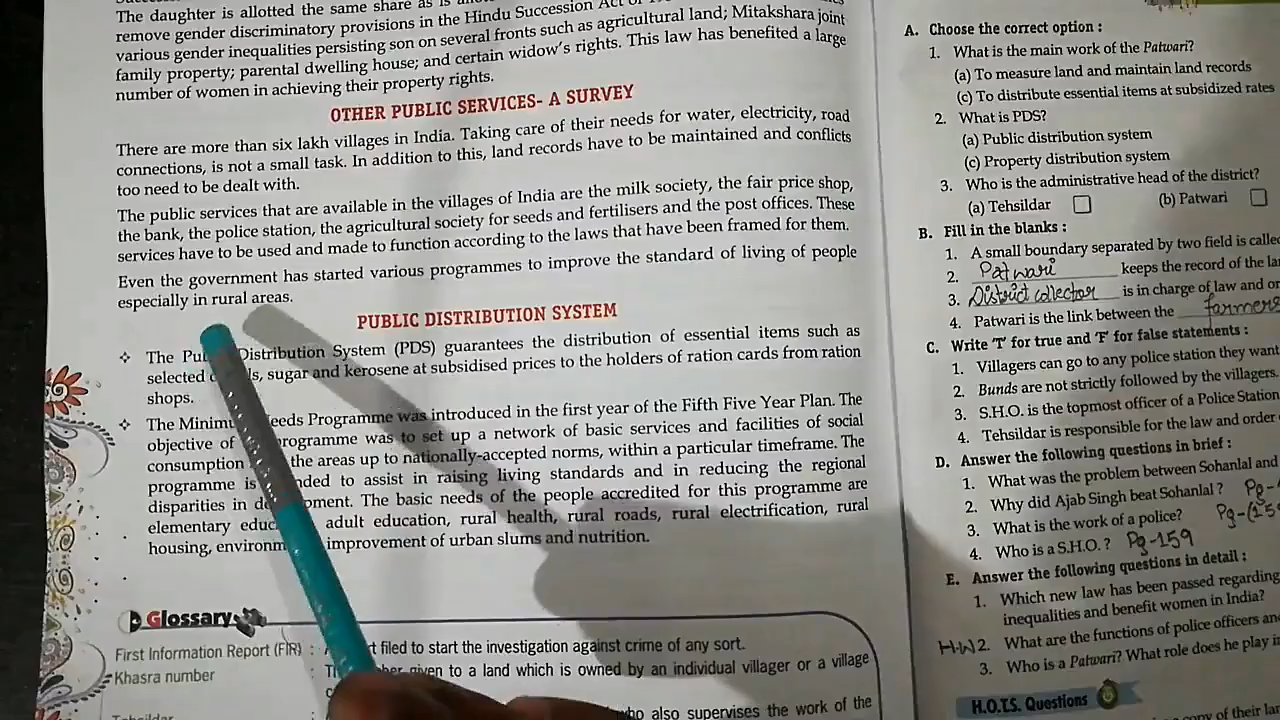 The daughter is allotted the same share as is
remove gender discriminatory provisions in the Hindu Succession Act
various gender inequalities persisting son on several fronts such as agricultural land; Mitakshara joint
family property; parental dwelling house; and certain widow's rights. This law has benefited a large
number of women in achieving their property rights.
OTHER PUBLIC SERVICES- A SURVEY
There are more than six lakh villages in India. Taking care of their needs for water, electricity, road
connections, is not a small task. In addition to this, land records have to be maintained and conflicts
too need to be dealt with.
The public services that are available in the villages of India are the milk society, the fair price shop,
the bank, the police station, the agricultural society for seeds and fertilisers and the post offices. These
services have to be used and made to function according to the laws that have been framed for them.
Even the government has started various programmes to improve the standard of living of people
especially in rural areas.
PUBLIC DISTRIBUTION SYSTEM
The Distribution System (PDS) guarantees the distribution of essential items such as
selected sugar and kerosene at subsidised prices to the holders of ration cards from ration
shops.
The Programme was introduced in the first year of the Fifth Five Year Plan. The
objective of programme was to set up a network of basic services and facilities of social
consumption the areas up to nationally-accepted norms, within a particular timeframe. The
programme is to assist in raising living standards and in reducing the regional
disparities in The basic needs of the people accredited for this programme are
elementary adult education, rural health, rural roads, rural electrification, rural
housing, improvement of urban slums and nutrition.
Glossary
First Information Report (FIR) : filed to start the investigation against crime of any sort.
Khasra number : given to a land which is owned by an individual villager or a village
who also supervises the work of the
A. Choose the correct option :
1. What is the main work of the Patwari?
(a) To measure land and maintain land records
(c) To distribute essential items at subsidized rates
2. What is PDS?
(a) Public distribution system
(c) Property distribution system
3. Who is the administrative head of the district?
(a) Tehsildar (b) Patwari
B. Fill in the blanks :
1. A small boundary separated by two field is
2. Patwari keeps the record of the
3. District collector is in charge of law and
4. Patwari is the link between the farmers
C. Write 'T' for true and 'F' for false statements :
1. Villagers can go to any police station they want
2. Bunds are not strictly followed by the villagers.
3. S.H.O. is the topmost officer of a Police Station
4. Tehsildar is responsible for the law and order
D. Answer the following questions in brief :
1. What was the problem between Sohanlal and
2. Why did Ajab Singh beat Sohanlal ?
3. What is the work of a police?
4. Who is a S.H.O. ? Pg-159
E. Answer the following questions in detail :
1. Which new law has been passed regarding
inequalities and benefit women in India?
H.W 2. What are the functions of police officers
3. Who is a Patwari? What role does he play
H.O.T.S. Questions
copy of their